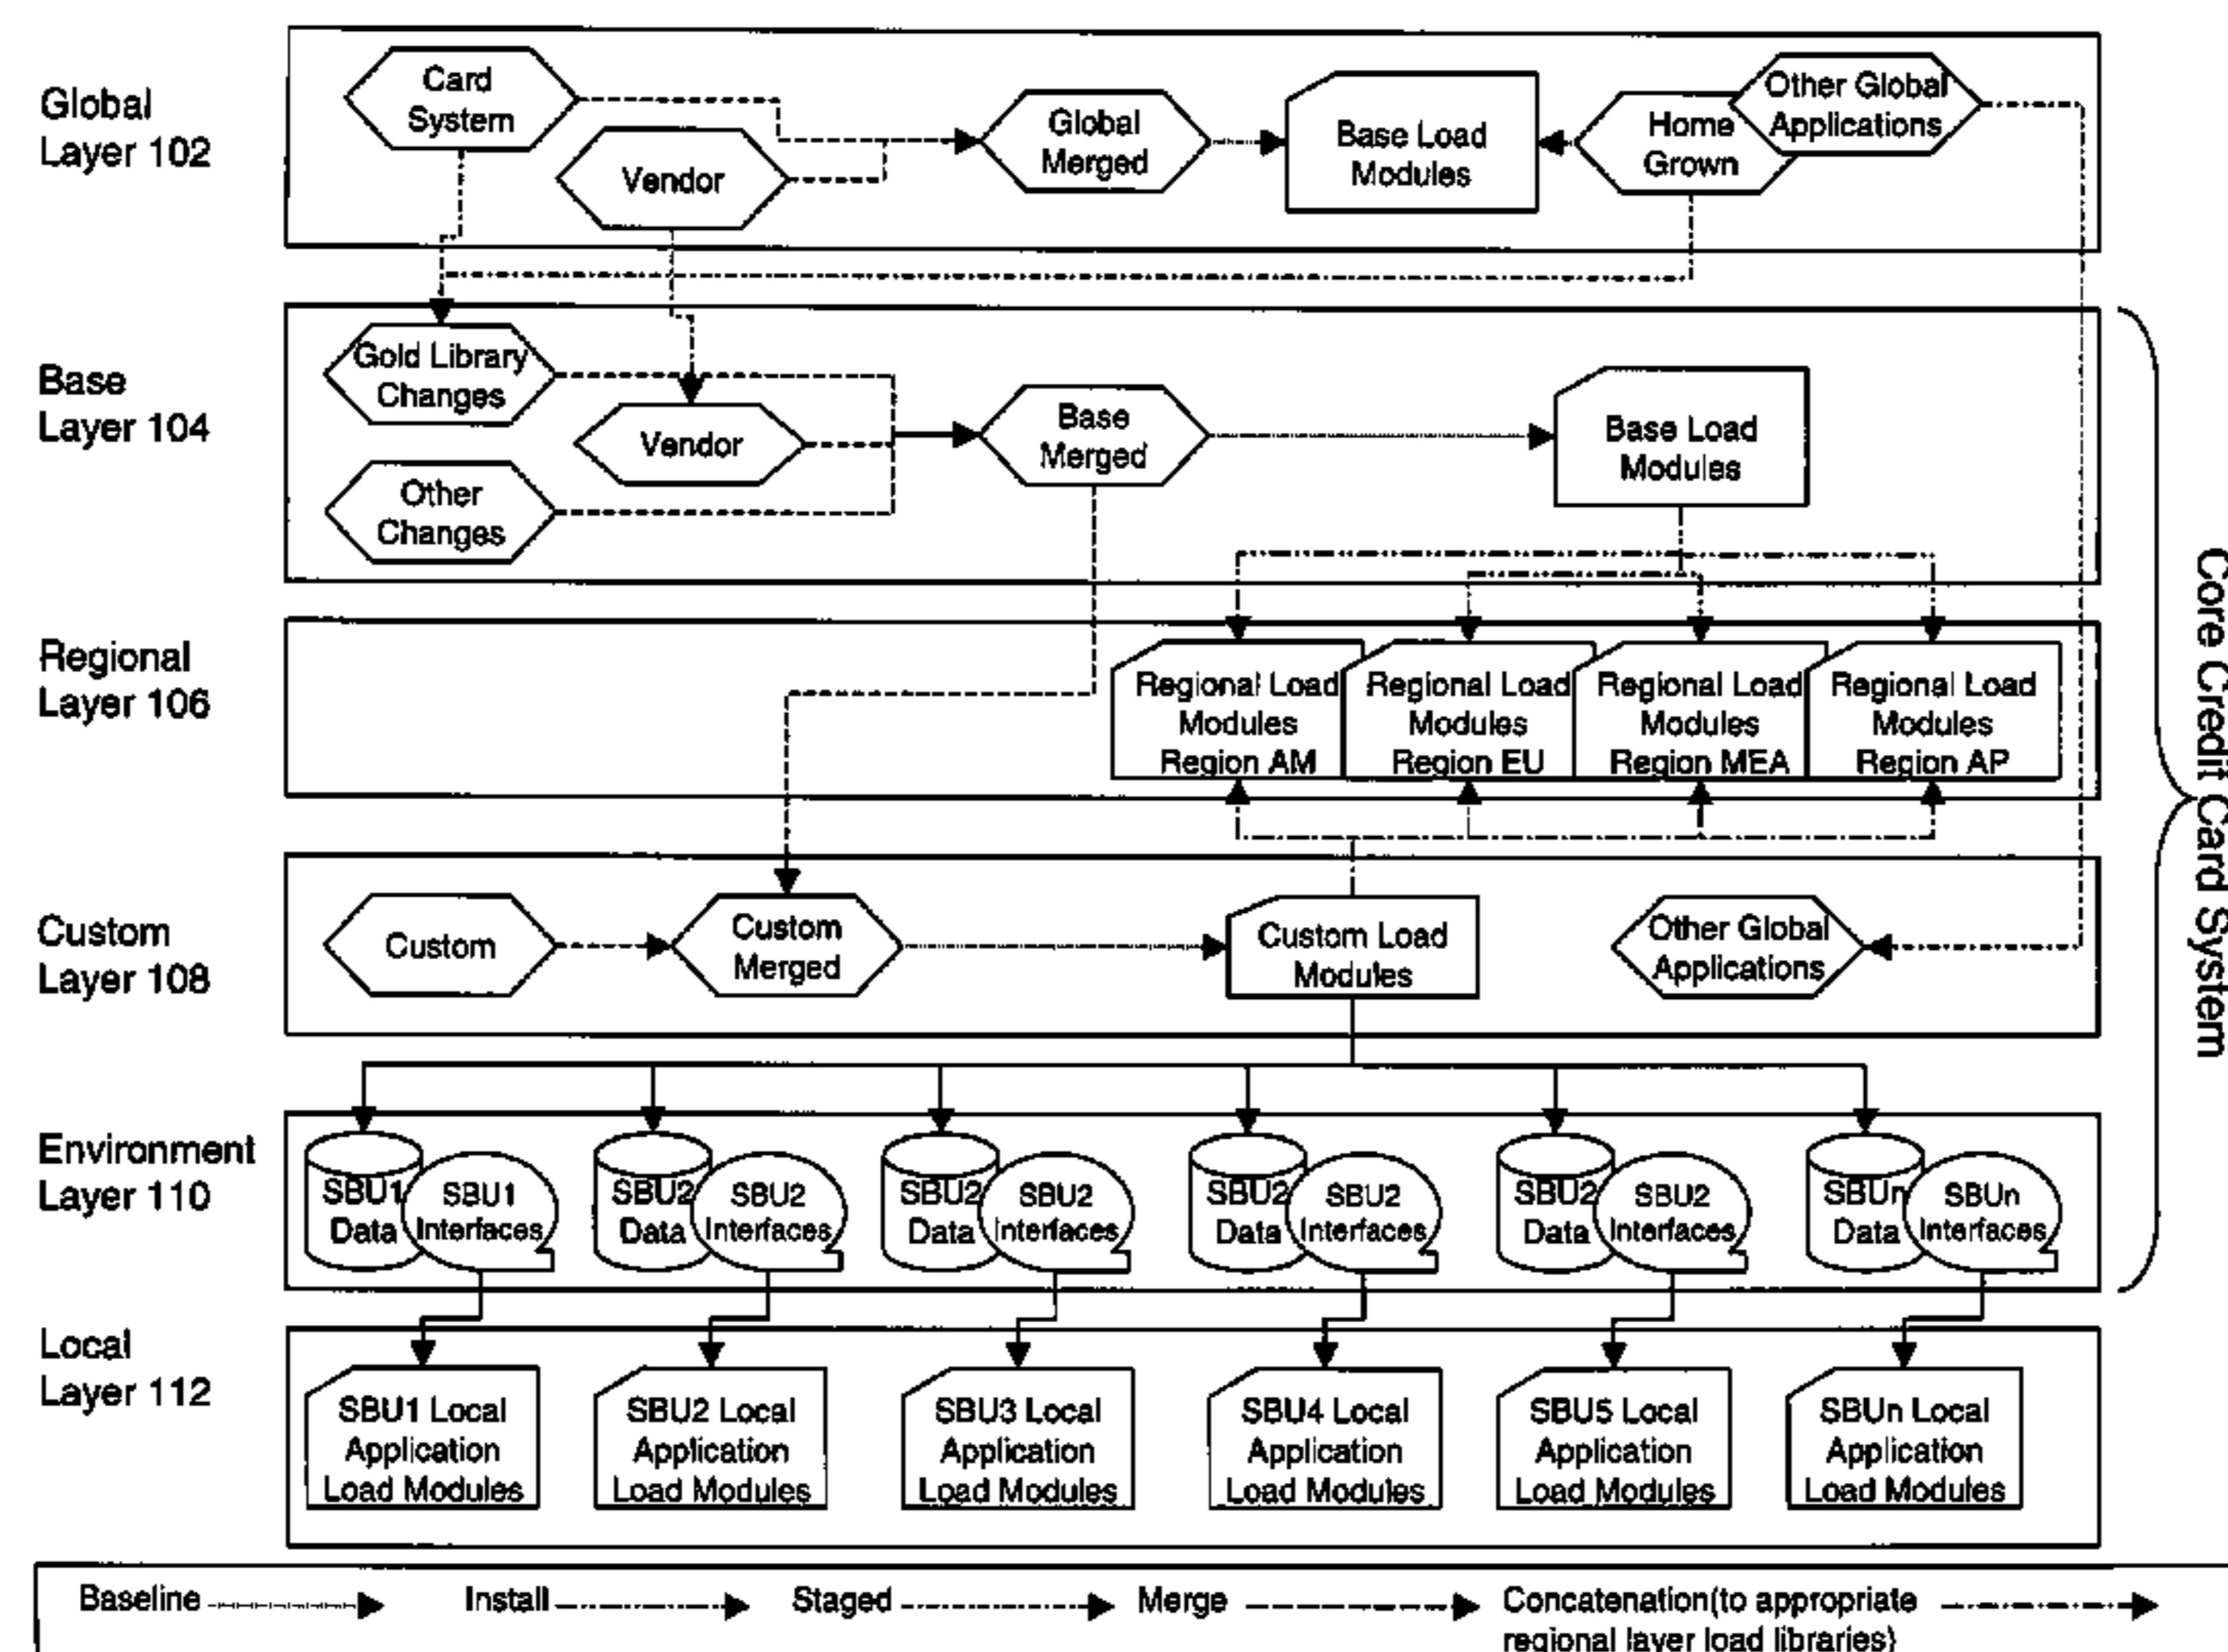 Global
Layer 102
Card
System
Vendor
Global
Merged
Base Load
Modules
Home
Grown
Other Global
Applications
Base
Layer 104
Gold Library
Changes
Vendor
Other
Changes
Base
Merged
Base Load
Modules
Regional
Layer 106
Regional Load
Modules
Region AM
Regional Load
Modules
Region EU
Regional Load
Modules
Region MEA
Regional Load
Modules
Region AP
Custom
Layer 108
Custom
Custom
Merged
Custom Load
Modules
Other Global
Applications
Core Credit Card System
Environment
Layer 110
SBU1
Data
SBU1
Interfaces
SBU2
Data
SBU2
Interfaces
SBU2
Data
SBU2
Interfaces
SBU2
Data
SBU2
Interfaces
SBU2
Data
SBU2
Interfaces
SBUn
Data
SBUn
Interfaces
Local
Layer 112
SBU1 Local
Application
Load Modules
SBU2 Local
Application
Load Modules
SBU3 Local
Application
Load Modules
SBU4 Local
Application
Load Modules
SBU5 Local
Application
Load Modules
SBUn Local
Application
Load Modules
Baseline
Install
Staged
Merge
Concatenation(to appropriate
regional layer load libraries)